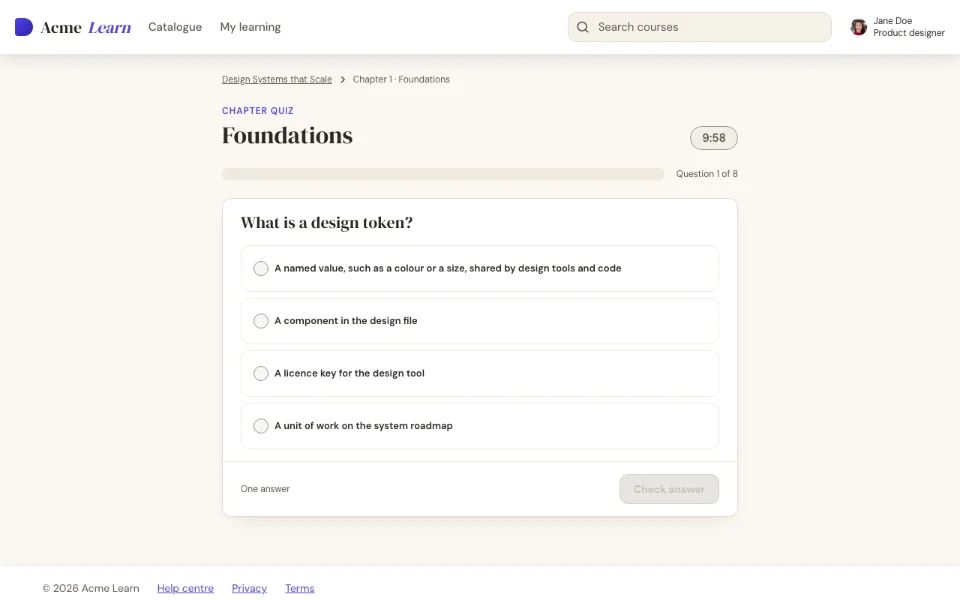 Acme Learn
Catalogue
My learning
Search courses
Jane Doe
Product designer
Design Systems that Scale
Chapter 1 · Foundations
CHAPTER QUIZ
Foundations
9:58
Question 1 of 8
What is a design token?
A named value, such as a colour or a size, shared by design tools and code
A component in the design file
A licence key for the design tool
A unit of work on the system roadmap
One answer
Check answer
© 2026 Acme Learn
Help centre
Privacy
Terms